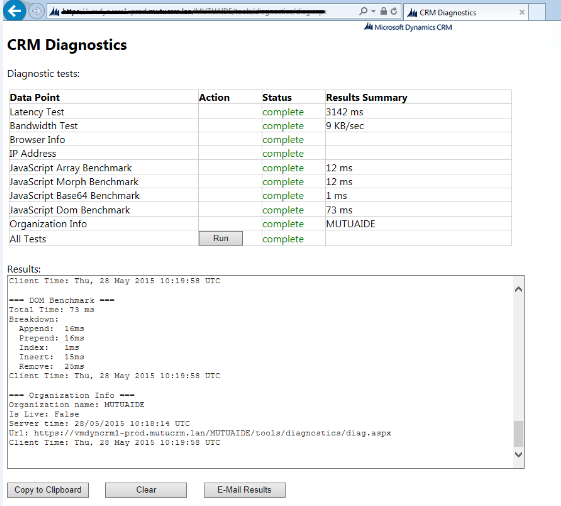 CRM Diagnostics
Microsoft Dynamics CRM
CRM Diagnostics
Diagnostic tests:
Data Point Action Status Results Summary
Latency Test complete 3142 ms
Bandwidth Test complete 9 KB/sec
Browser Info complete
IP Address complete
JavaScript Array Benchmark complete 12 ms
JavaScript Morph Benchmark complete 12 ms
JavaScript Base64 Benchmark complete 1 ms
JavaScript Dom Benchmark complete 73 ms
Organization Info complete MUTUAIDE
All Tests Run complete
Results:
Client Time: Thu, 28 May 2015 10:19:58 UTC
=== DOM Benchmark ===
Total Time: 73 ms
Breakdown:
Append: 16ms
Prepend: 16ms
Index: 1ms
Insert: 15ms
Remove: 25ms
Client Time: Thu, 28 May 2015 10:19:58 UTC
=== Organization Info ===
Organization name: MUTUAIDE
Is Live: False
Server time: 28/05/2015 10:18:14 UTC
Url: https://vmdyncrm1-prod.mutucrm.lan/MUTUAIDE/tools/diagnostics/diag.aspx
Client Time: Thu, 28 May 2015 10:19:58 UTC
Copy to Clipboard Clear E-Mail Results